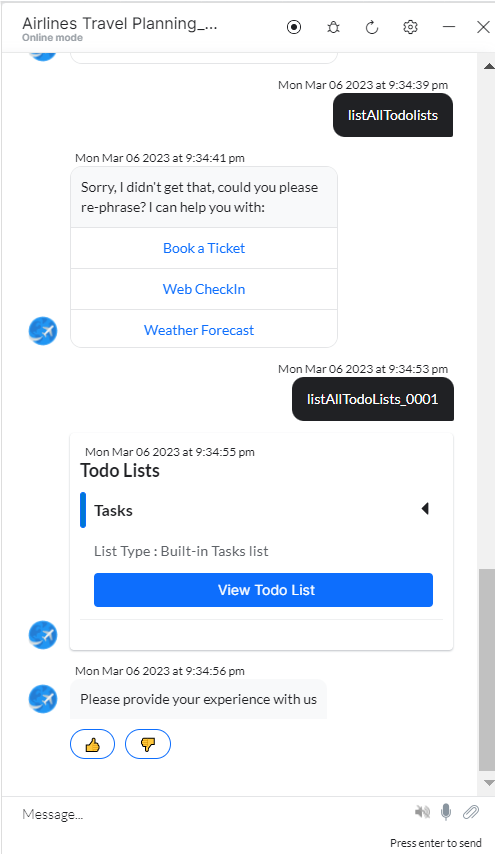 Airlines Travel Planning_...
Online mode
Mon Mar 06 2023 at 9:34:39 pm
listAllTodolists
Mon Mar 06 2023 at 9:34:41 pm
Sorry, I didn't get that, could you please
re-phrase? I can help you with:
Book a Ticket
Web CheckIn
Weather Forecast
Mon Mar 06 2023 at 9:34:53 pm
listAllTodoLists_0001
Mon Mar 06 2023 at 9:34:55 pm
Todo Lists
Tasks
List Type : Built-in Tasks list
View Todo List
Mon Mar 06 2023 at 9:34:56 pm
Please provide your experience with us
Message...
Press enter to send